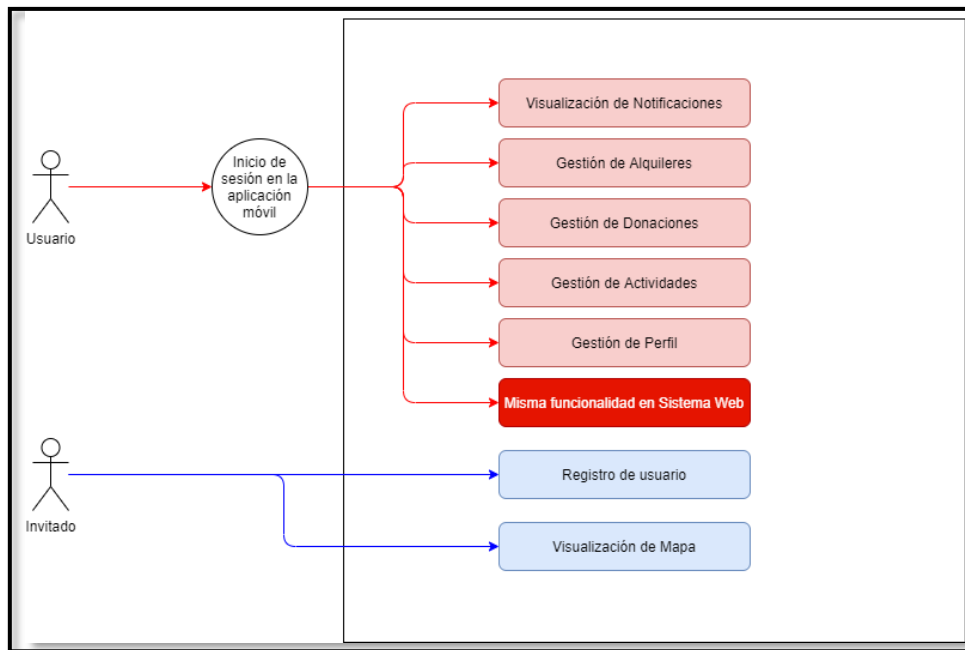 Visualización de Notificaciones
Gestión de Alquileres
Inicio de
sesión en la
aplicación
móvil
Usuario
Gestión de Donaciones
Gestión de Actividades
Gestión de Perfil
Misma funcionalidad en Sistema Web
Registro de usuario
Invitado
Visualización de Mapa